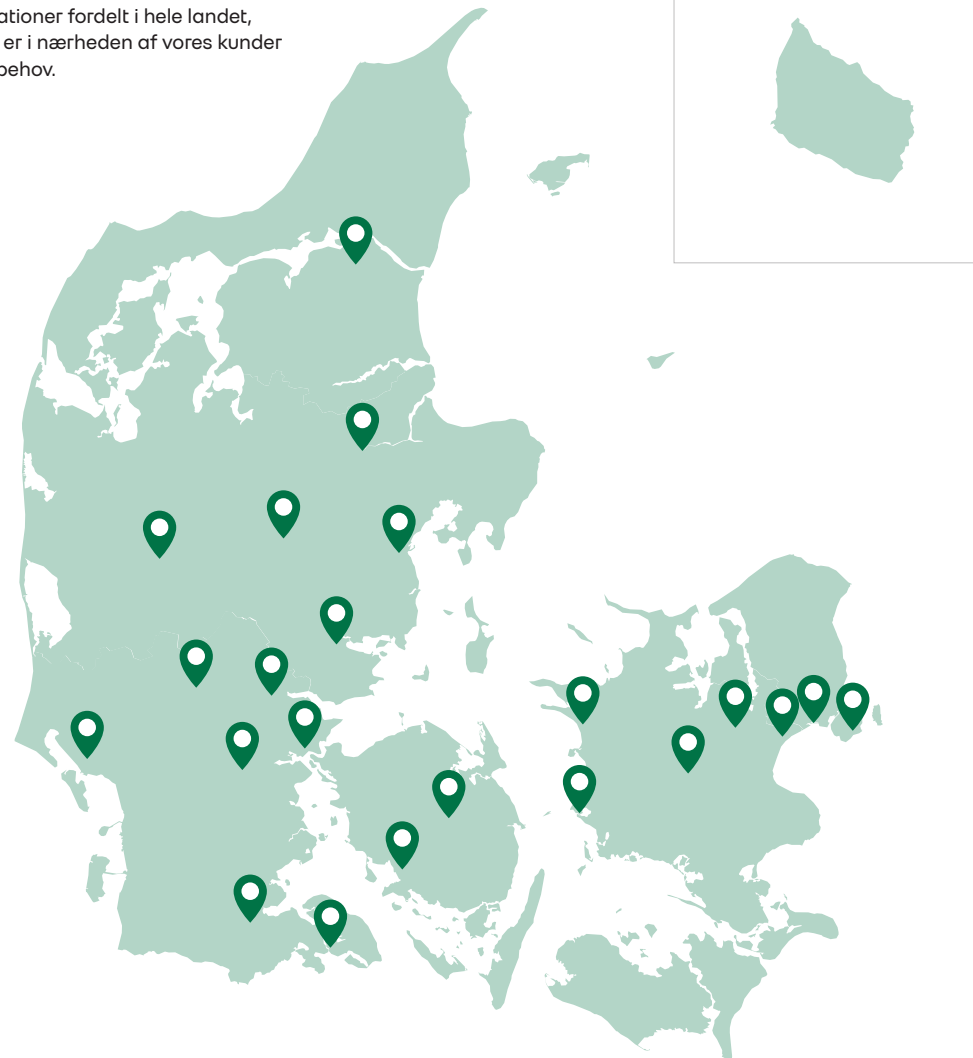 ationer fordelt i hele landet,
er i nærheden af vores kunder
behov.